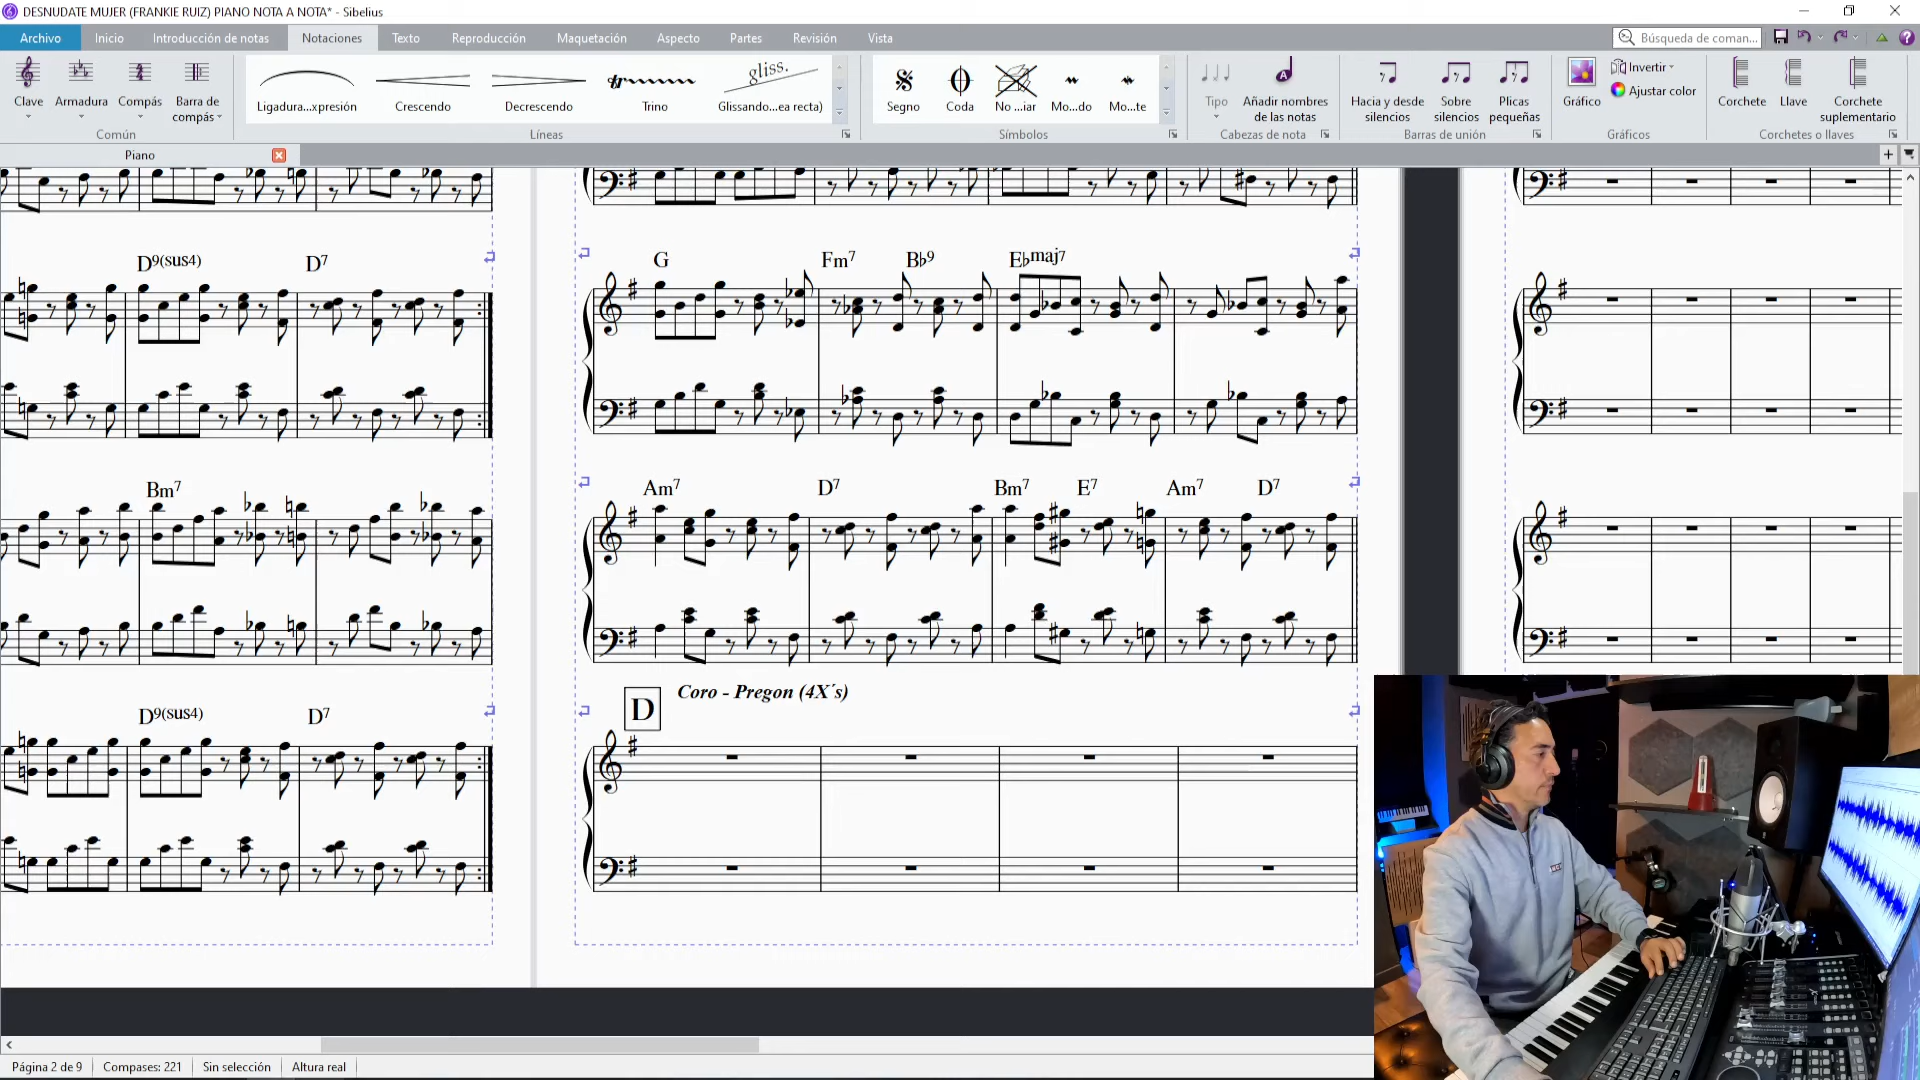 DESNUDATE MUJER (FRANKIE RUIZ) PIANO NOTA A NOTA* - Sibelius
Archivo Inicio Introducción de notas Notaciones Texto Reproducción Maquetación Aspecto Partes Revisión Vista Búsqueda de coman...
gliss.
Clave Armadura Compás Barra de compás
Ligadura...xpresión Crescendo Decrescendo Trino Glissando...ea recta)
Segno Coda No ...iar Mo...do Mo...te
Tipo Añadir nombres de las notas
Hacia y desde silencios Sobre silencios Plicas pequeñas
Gráfico Invertir Ajustar color
Corchete Llave Corchete suplementario
Común Líneas Símbolos Cabezas de nota Barras de unión Gráficos Corchetes o llaves
Piano
D9(sus4) D7 G Fm7 B♭9 E♭maj7
Bm7 Am7 D7 Bm7 E7 Am7 D7
D Coro - Pregon (4X´s)
D9(sus4) D7
Página 2 de 9 Compases: 221 Sin selección Altura real